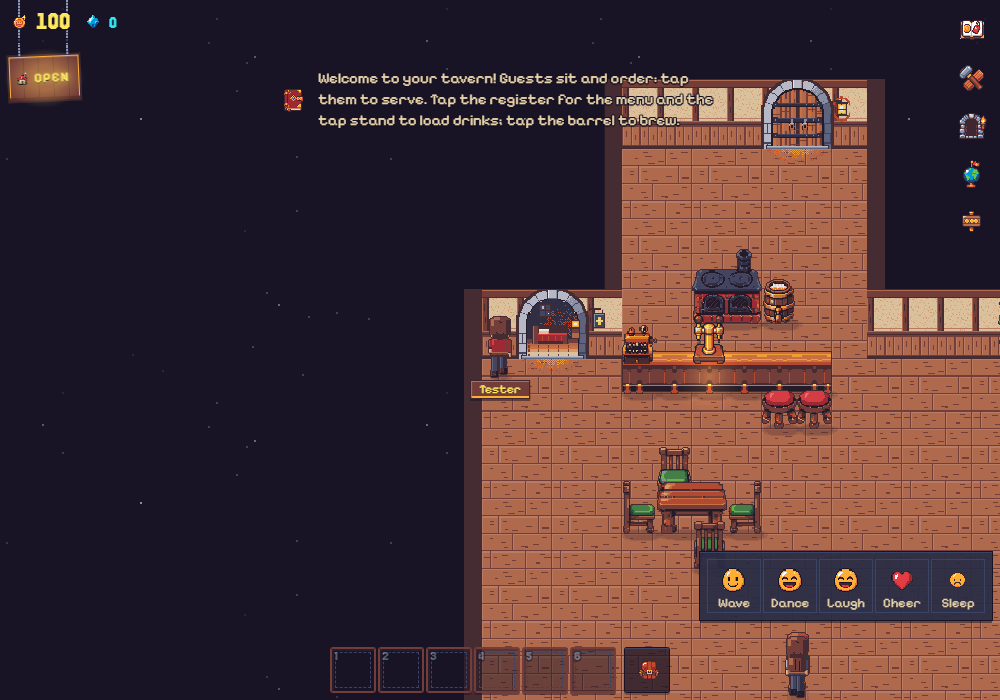 100
0
OPEN
Welcome to your tavern! Guests sit and order: tap
them to serve. Tap the register for the menu and the
tap stand to load drinks; tap the barrel to brew.
Tester
Wave
Dance
Laugh
Cheer
Sleep
1
2
3
4
5
6